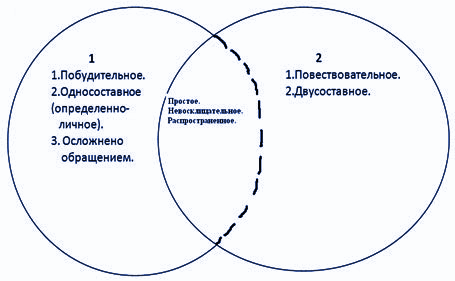 1
1.Побудительное.
2.Односоставное
(определенно-
личное).
3. Осложнено
обращением.
Простое.
Невосклицательное.
Распространенное.
2
1.Повествовательное.
2.Двусоставное.